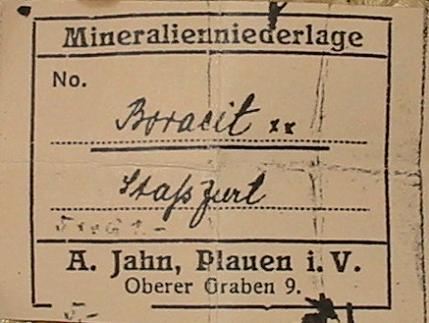 Mineralienniederlage
No.
Boracit xx
Staßfurt
A. Jahn, Plauen i. V.
Oberer Graben 9.